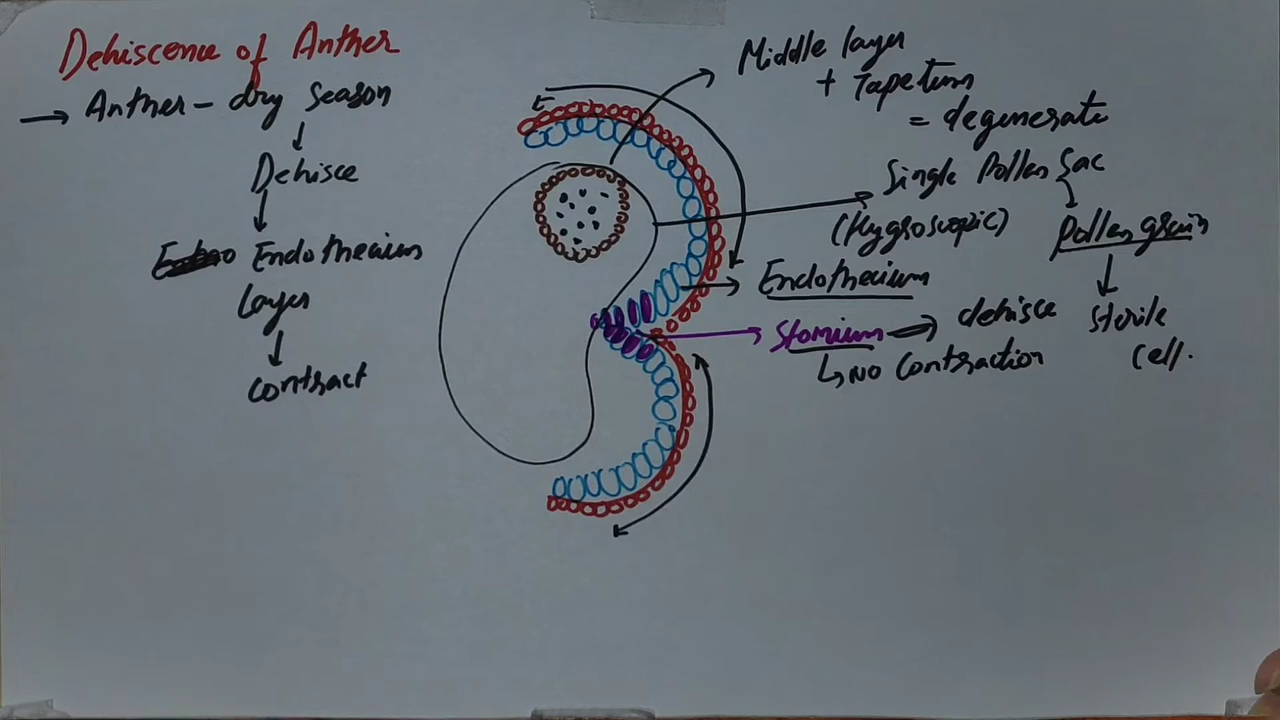 Dehiscence of Anther
→ Anther - dry season
↓
Dehisce
↓
Endothecium
layer
↓
contract
Middle layer
+ Tapetum
= degenerate
Single Pollen Sac
(Hygroscopic)
Pollen grain
↓
Sterile
Cell.
Endothecium
Stomium → dehisce
↳ NO Contraction